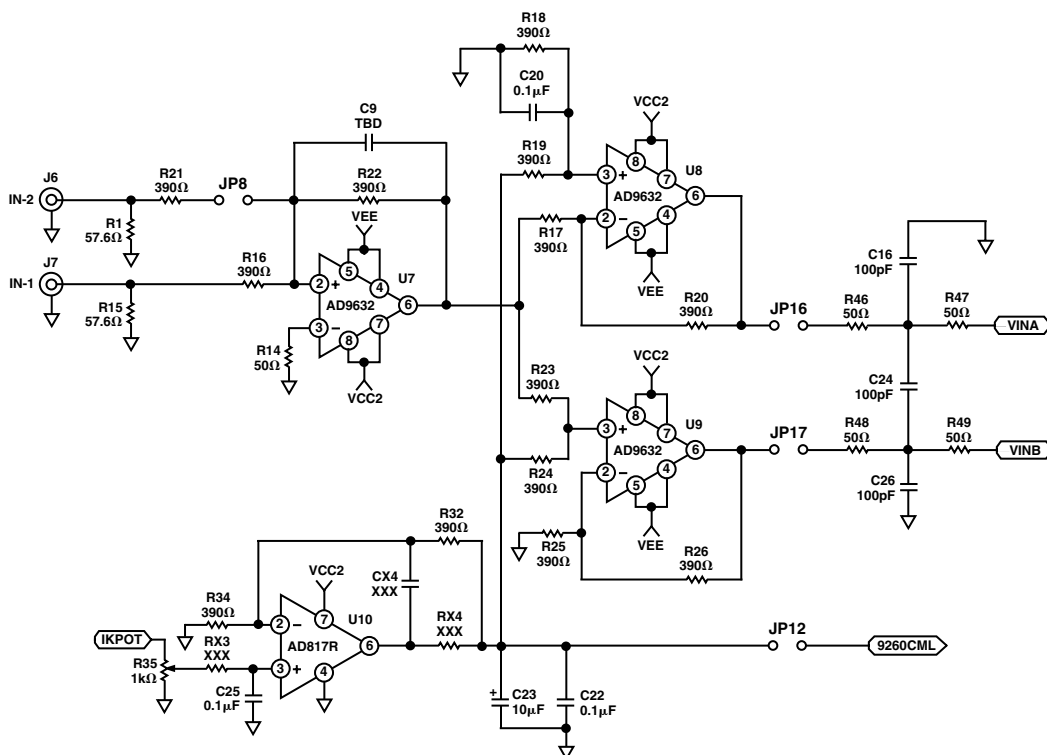 R18
390Ω
C20
0.1µF
C9
TBD
VCC2
R19
390Ω
J6
IN-2
R21
390Ω
JP8
R22
390Ω
3
+
8
7
U8
AD9632
6
2
–
5
4
VEE
R1
57.6Ω
VEE
R17
390Ω
J7
IN-1
R16
390Ω
2
+
5
4
U7
AD9632
6
3
–
8
7
VCC2
R15
57.6Ω
R14
50Ω
R20
390Ω
JP16
C16
100pF
R46
50Ω
R47
50Ω
VINA
C24
100pF
R23
390Ω
VCC2
3
+
8
7
U9
AD9632
6
2
–
5
4
VEE
R24
390Ω
JP17
R48
50Ω
R49
50Ω
VINB
C26
100pF
R25
390Ω
R26
390Ω
R32
390Ω
CX4
XXX
VCC2
R34
390Ω
2
–
7
U10
AD817R
6
3
+
4
RX4
XXX
IKPOT
RX3
XXX
R35
1kΩ
C25
0.1µF
JP12
9260CML
+
C23
10µF
C22
0.1µF